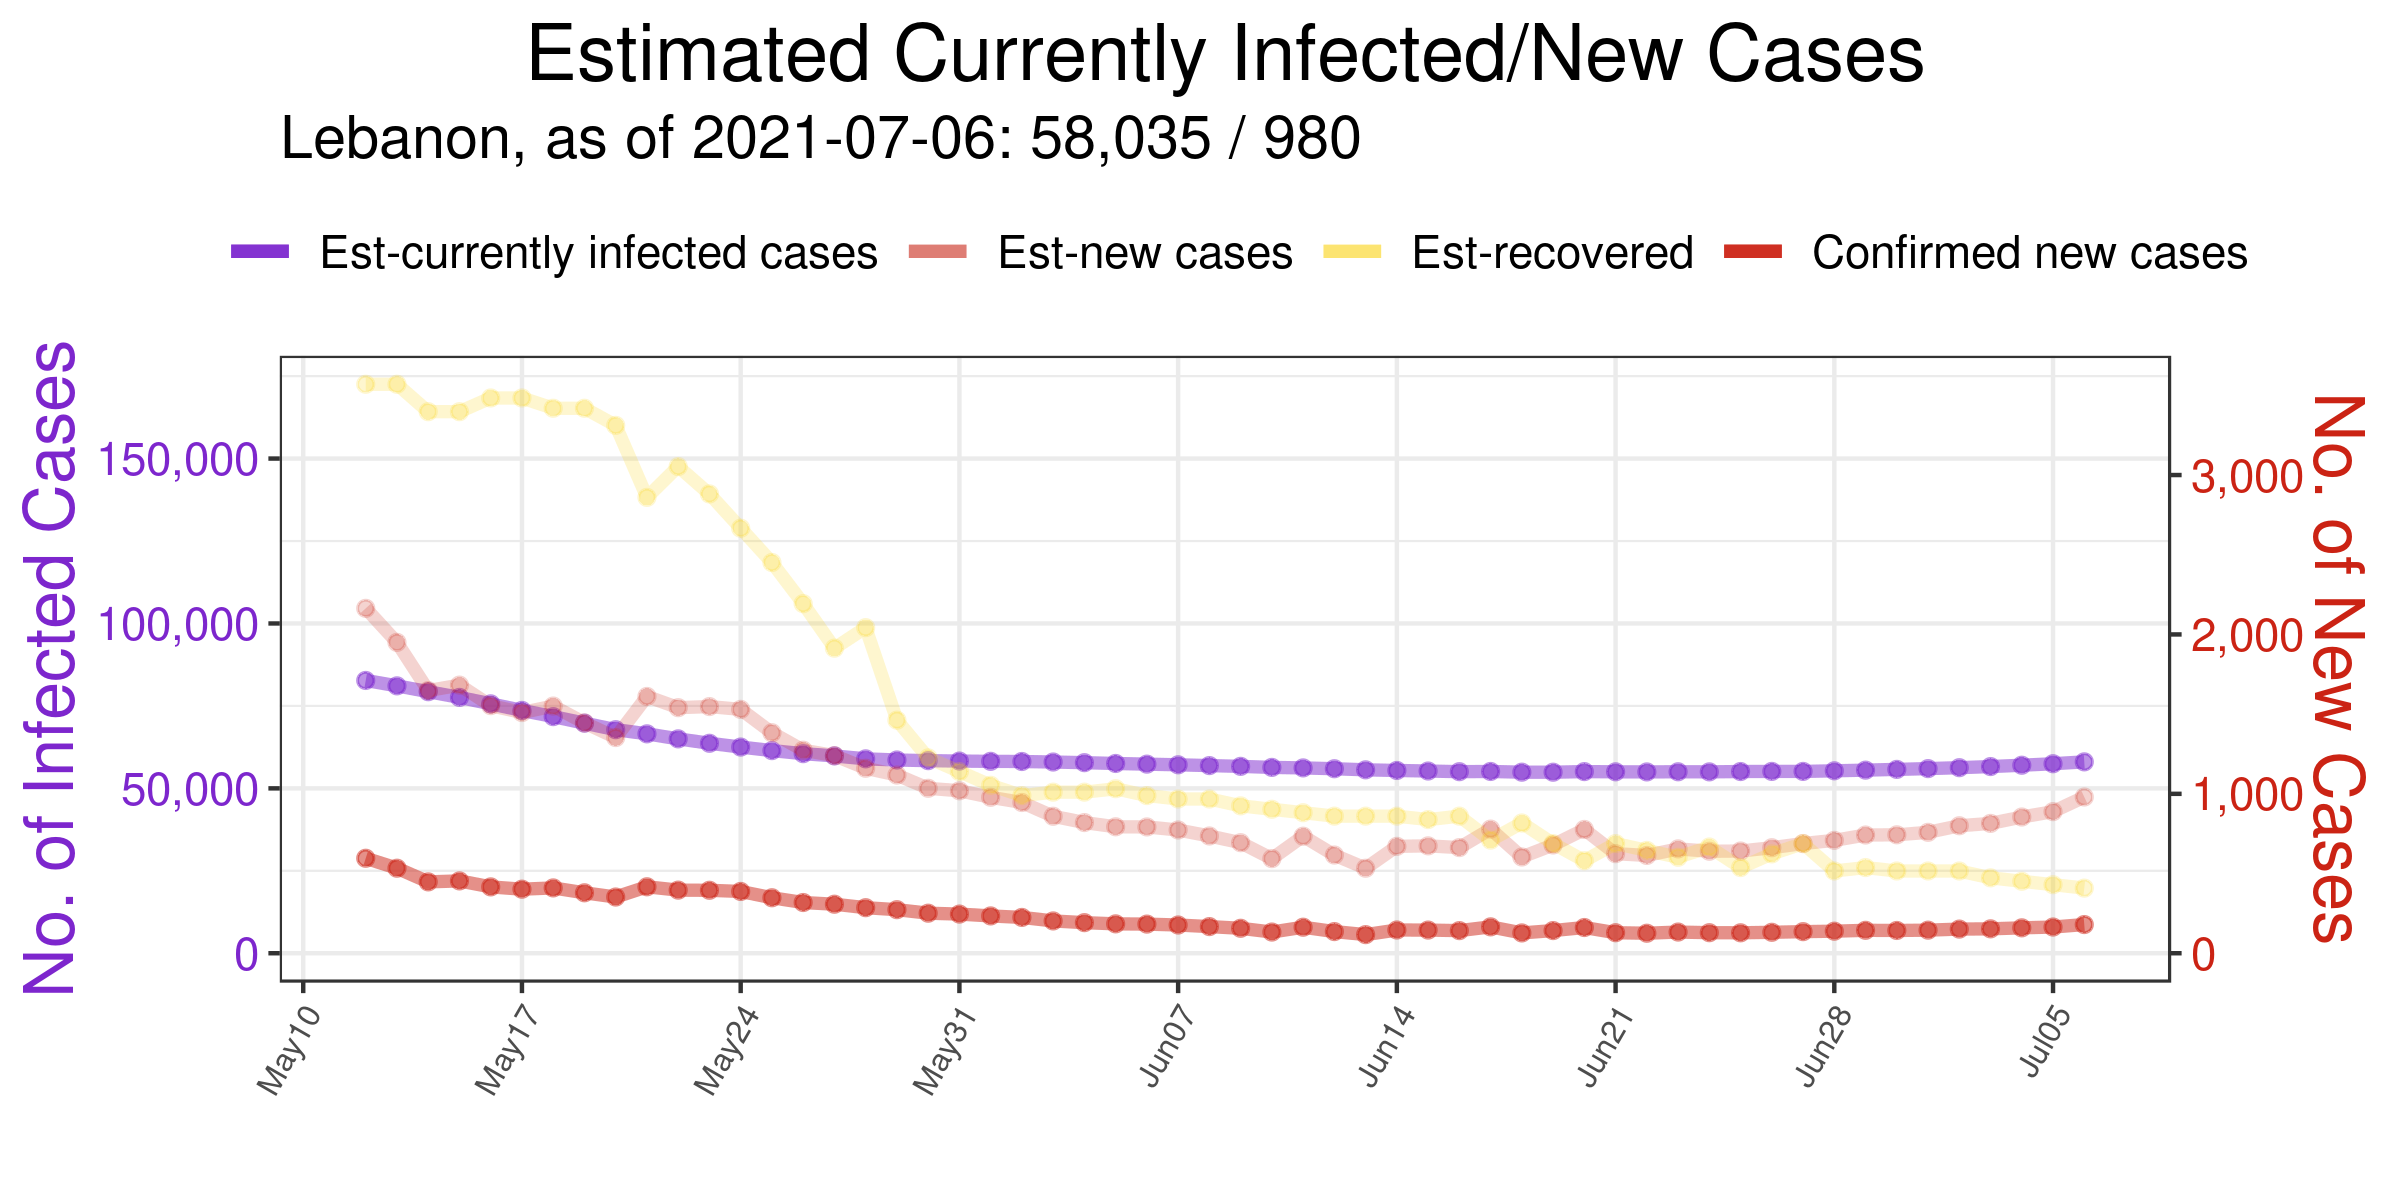 Estimated Currently Infected/New Cases
Lebanon, as of 2021-07-06: 58,035 / 980
Est-currently infected cases Est-new cases Est-recovered Confirmed new cases
No. of Infected Cases
150,000
100,000
50,000
0
3,000
2,000
1,000
0
No. of New Cases
May10 May17 May24 May31 Jun07 Jun14 Jun21 Jun28 Jul05